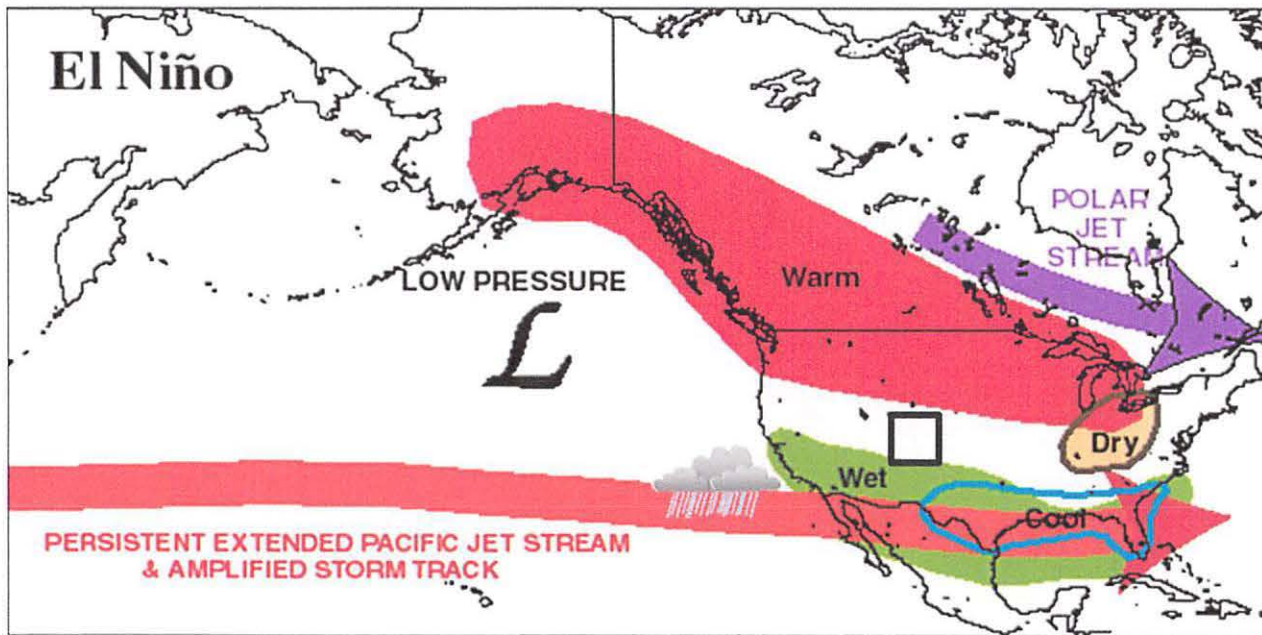 El Niño
POLAR
JET
STREAM
Warm
LOW PRESSURE
L
Dry
Wet
Cool
PERSISTENT EXTENDED PACIFIC JET STREAM
& AMPLIFIED STORM TRACK